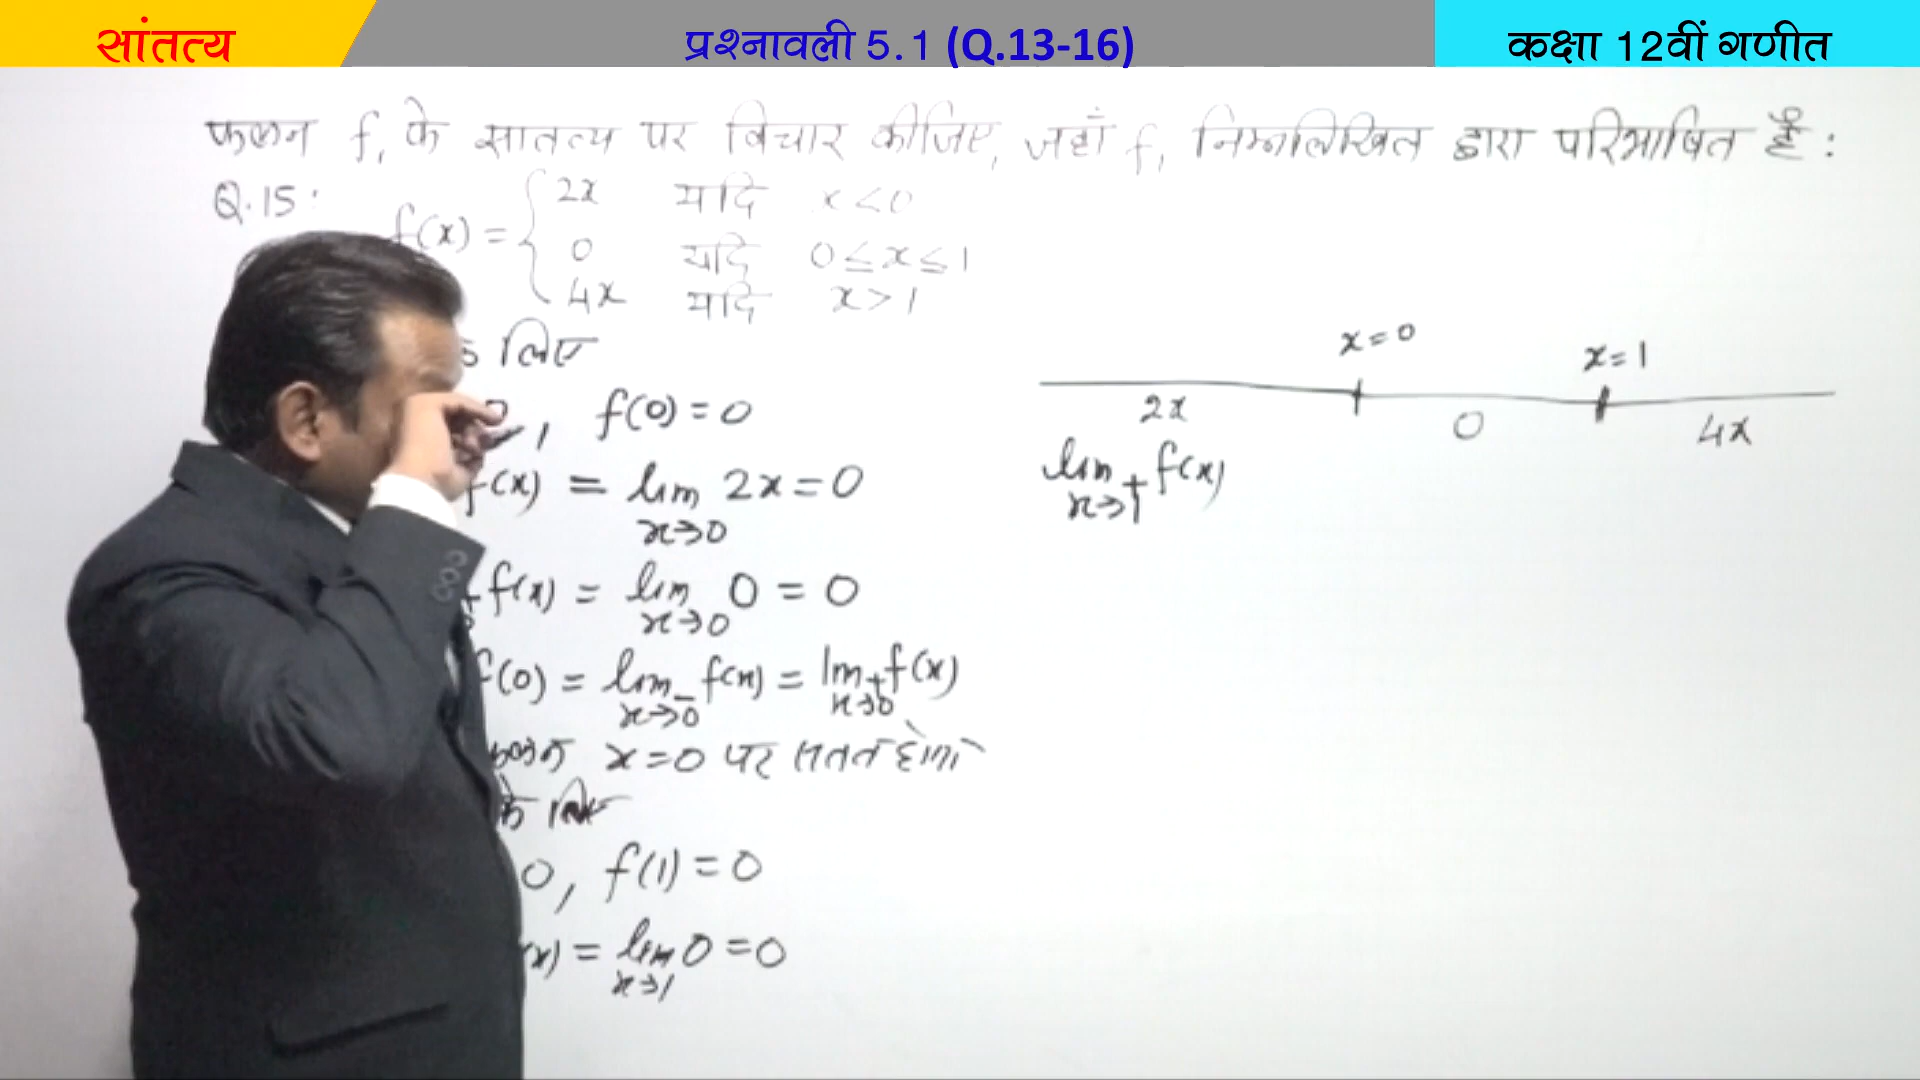 सांतत्य
प्रश्नावली 5.1 (Q.13-16)
कक्षा 12वीं गणीत
फलन f, के सातत्य पर विचार कीजिए, जहाँ f, निम्नलिखित द्वारा परिभाषित है :
Q.15:
f(x) = { 2x यदि x < 0
0 यदि 0 ≤ x ≤ 1
4x यदि x > 1
लिए
, f(0) = 0
f(x) = lim 2x = 0
x→0
f(x) = lim 0 = 0
x→0
f(0) = lim f(x) = lim f(x)
x→0⁻ x→0⁺
x = 0 पर सतत होगा
के लिए
0, f(1) = 0
x) = lim 0 = 0
x→1
x=0
x=1
2x
0
4x
lim f(x)
x→1⁺